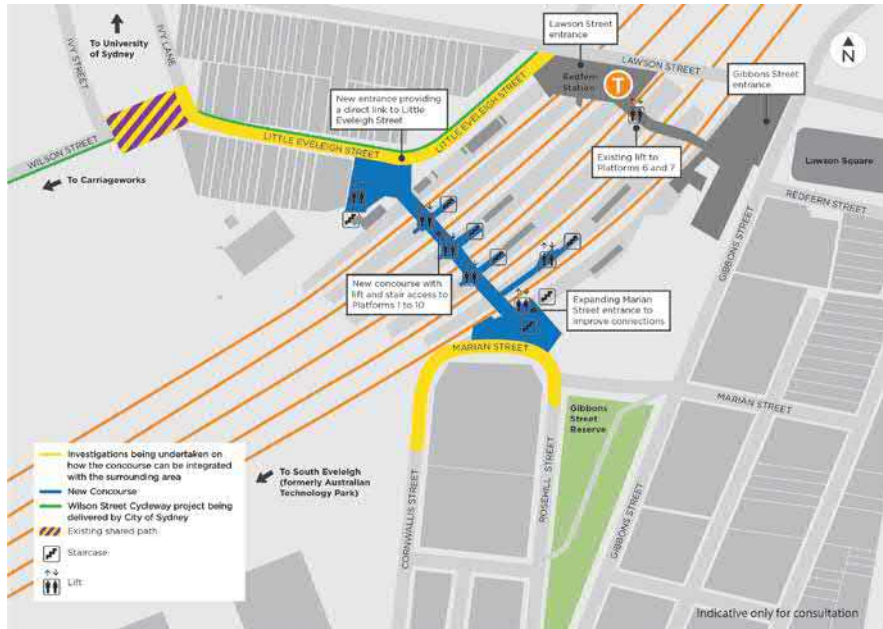 To University
of Sydney
IVY STREET
IVY LANE
Lawson Street
entrance
LAWSON STREET
N
Gibbons Street
entrance
Redfern
Station
T
New entrance providing
a direct link to Little
Eveleigh Street
LITTLE EVELEIGH STREET
LITTLE EVELEIGH STREET
WILSON STREET
To Carriageworks
Existing lift to
Platforms 6 and 7
Lawson Square
REDFERN STREET
GIBBONS STREET
New concourse with
lift and stair access to
Platforms 1 to 10
Expanding Marian
Street entrance to
improve connections
MARIAN STREET
MARIAN STREET
Gibbons
Street
Reserve
To South Eveleigh
(formerly Australian
Technology Park)
CORNWALLIS STREET
ROSEHILL STREET
GIBBONS STREET
Investigations being undertaken on
how the concourse can be integrated
with the surrounding area
New Concourse
Wilson Street Cycleway project being
delivered by City of Sydney
Existing shared path
Staircase
Lift
Indicative only for consultation